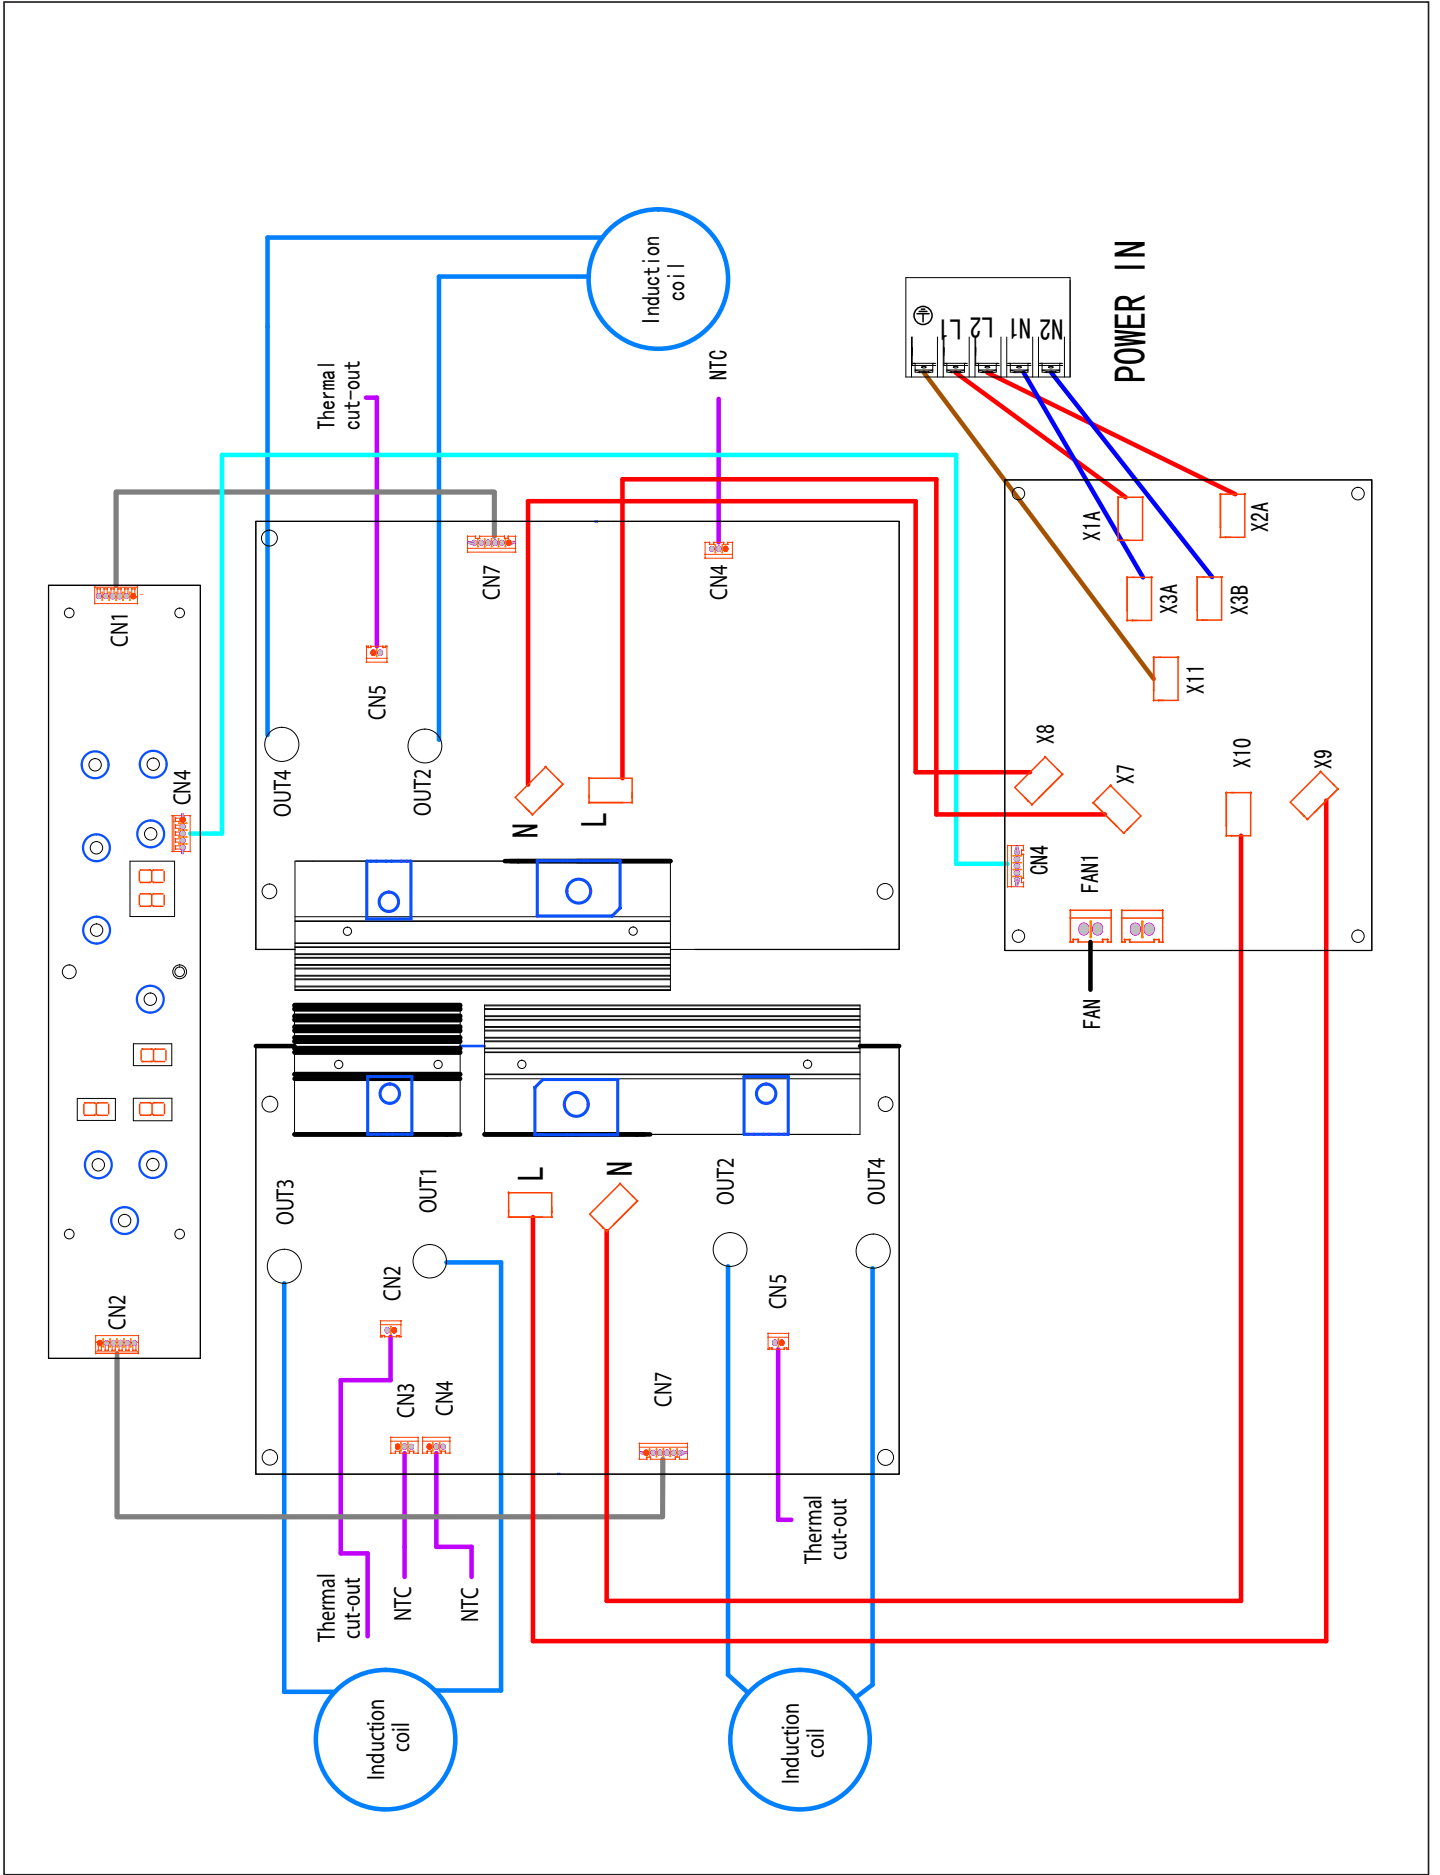 Induction
coil
Thermal
cut-out
NTC
L1
L2
N1
N2
POWER IN
CN1
CN7
CN4
CN5
X1A
X2A
X3A
X3B
X11
OUT4
OUT2
CN4
N
L
X8
X7
X10
X9
CN4
FAN1
FAN
OUT3
OUT1
L
N
OUT2
OUT4
CN2
CN2
CN5
CN3
CN4
CN7
Thermal
cut-out
NTC
NTC
Thermal
cut-out
Induction
coil
Induction
coil